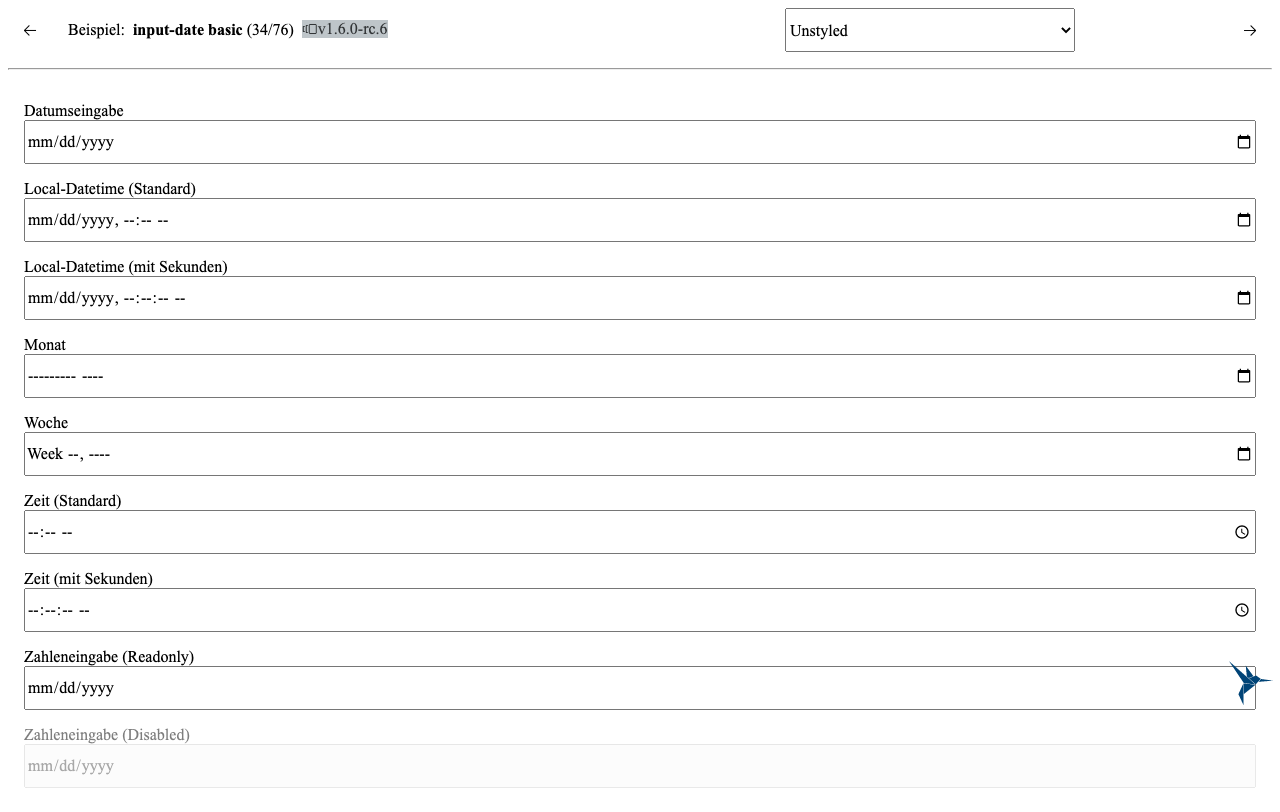 Beispiel: input-date basic (34/76) v1.6.0-rc.6
Unstyled
Datumseingabe
mm/dd/yyyy
Local-Datetime (Standard)
mm/dd/yyyy, --:-- --
Local-Datetime (mit Sekunden)
mm/dd/yyyy, --:--:-- --
Monat
--------- ----
Woche
Week --, ----
Zeit (Standard)
--:-- --
Zeit (mit Sekunden)
--:--:-- --
Zahleneingabe (Readonly)
mm/dd/yyyy
Zahleneingabe (Disabled)
mm/dd/yyyy